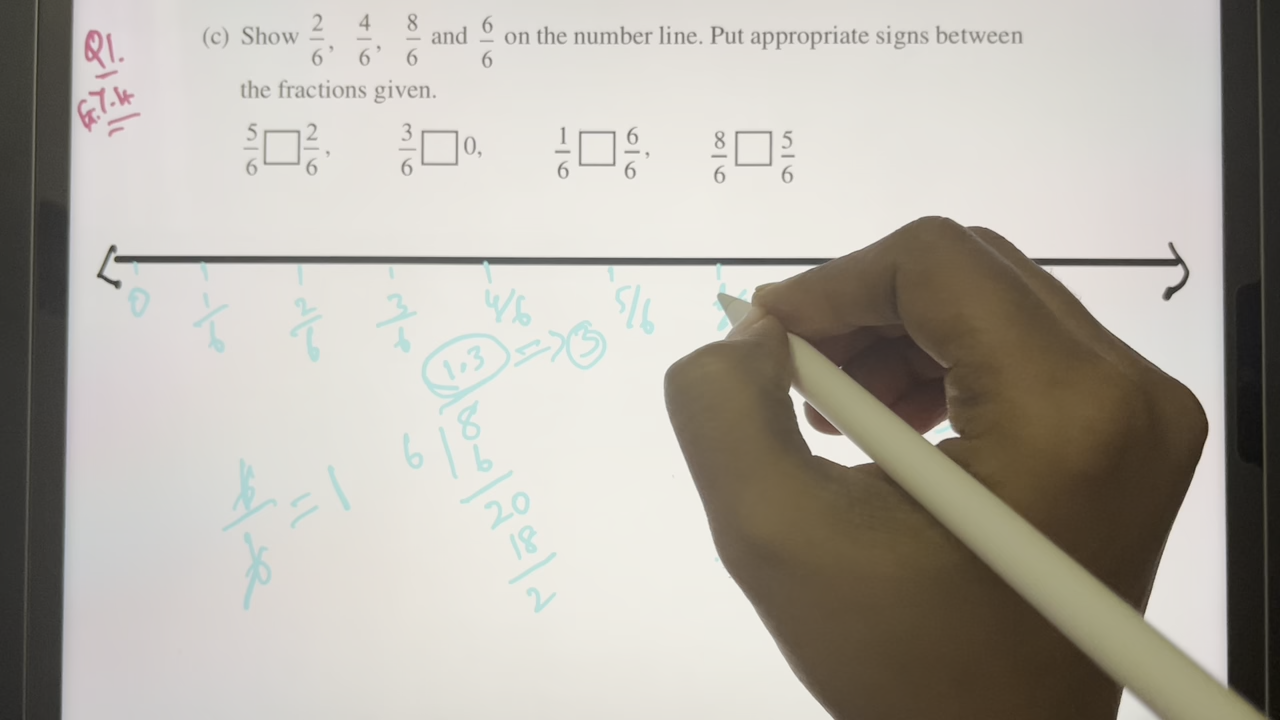 Q1.
(c) Show 2/6, 4/6, 8/6 and 6/6 on the number line. Put appropriate signs between
the fractions given.
5/6 □ 2/6, 3/6 □ 0, 1/6 □ 6/6, 8/6 □ 5/6
0 1/6 2/6 3/6 4/6 5/6
1.3 => 3
8
6 | 6
20
18
2
6/6 = 1